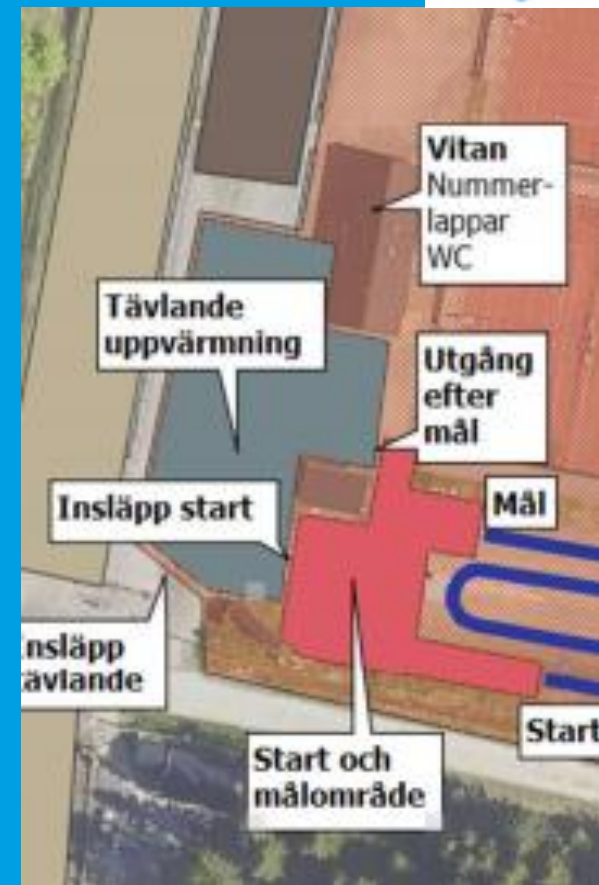 Vitan
Nummer-
lappar
WC
Tävlande
uppvärmning
Utgång
efter
mål
Insläpp start
Mål
nsläpp
ävlande
Start
Start och
målområde